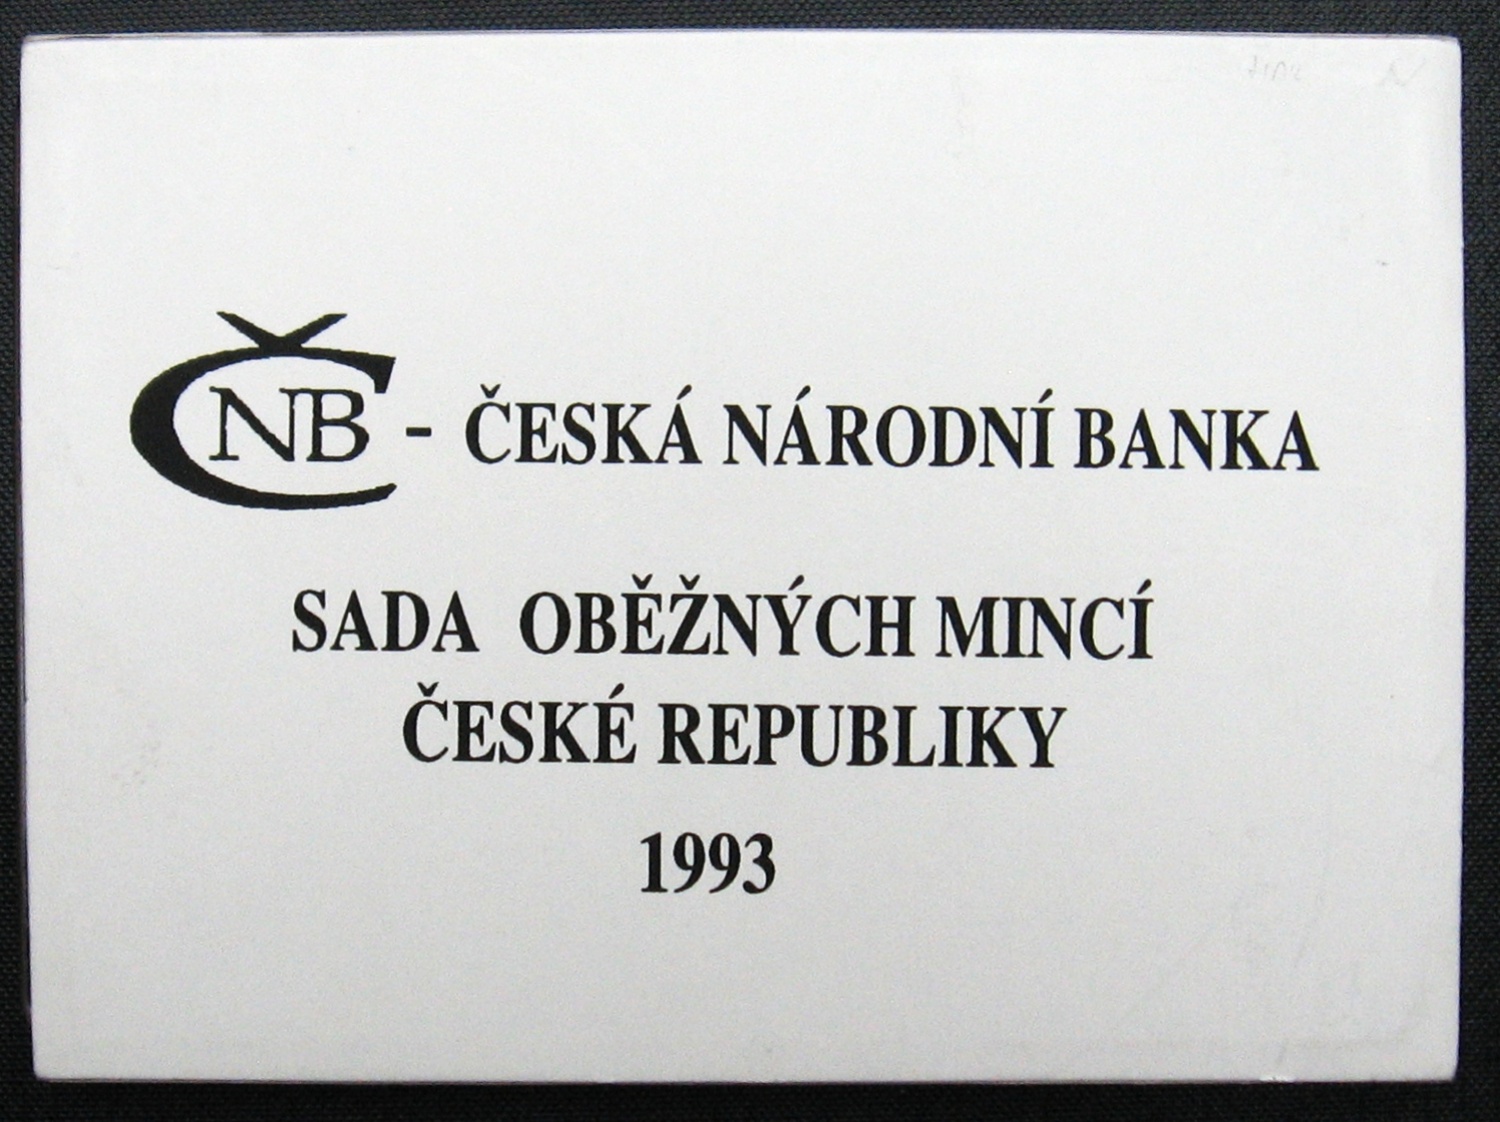 ČNB - ČESKÁ NÁRODNÍ BANKA
SADA OBĚŽNÝCH MINCÍ
ČESKÉ REPUBLIKY
1993